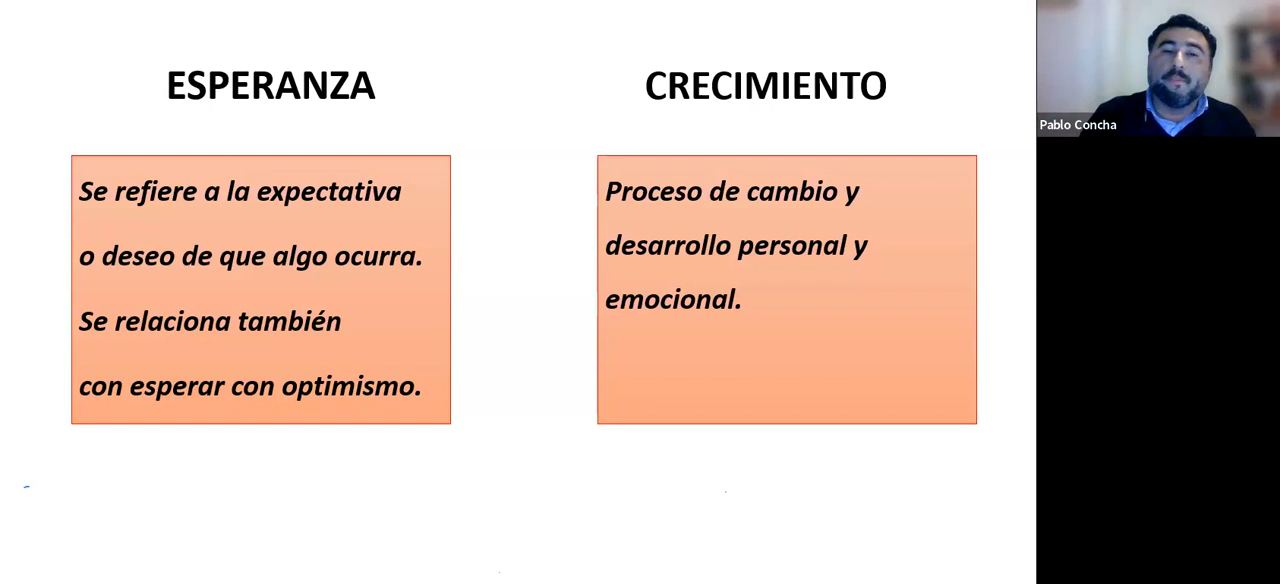 ESPERANZA
Se refiere a la expectativa
o deseo de que algo ocurra.
Se relaciona también
con esperar con optimismo.
CRECIMIENTO
Proceso de cambio y
desarrollo personal y
emocional.
Pablo Concha